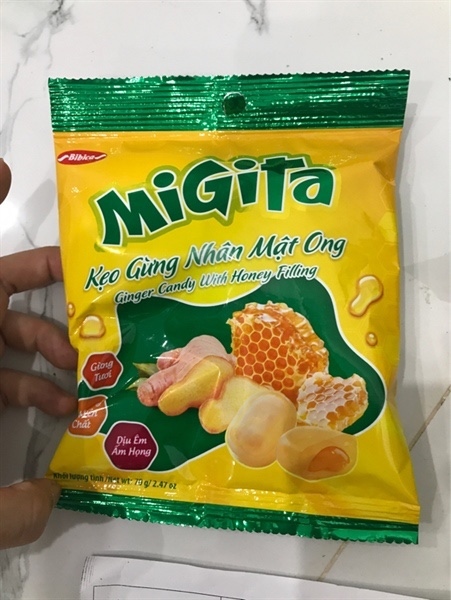 Bibica
MiGiTa
Kẹo Gừng Nhân Mật Ong
Ginger Candy With Honey Filling
Gừng
Tươi
Chất
Dịu Êm
Ấm Họng
Khối lượng tịnh / Net wt: 70 g / 2.47 oz